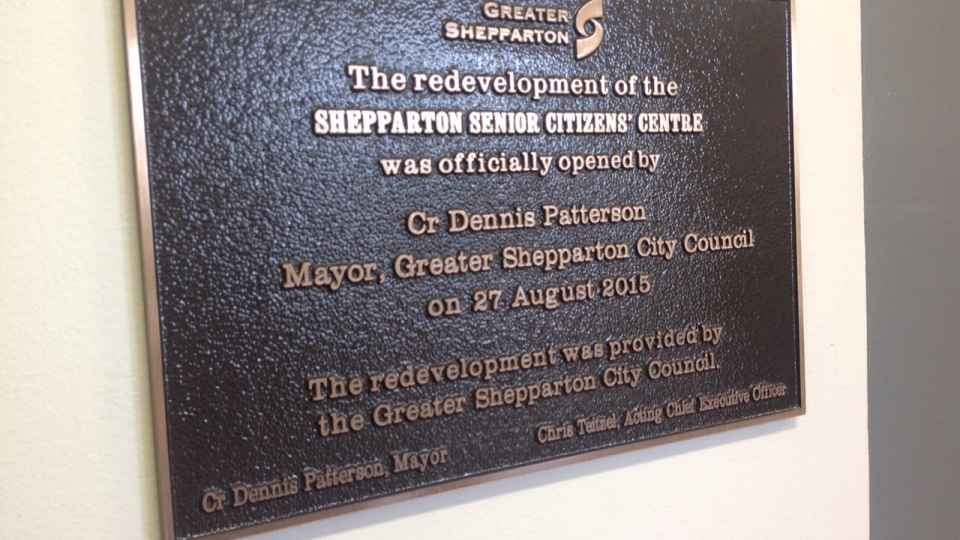 GREATER
SHEPPARTON
The redevelopment of the
SHEPPARTON SENIOR CITIZENS' CENTRE
was officially opened by
Cr Dennis Patterson
Mayor, Greater Shepparton City Council
on 27 August 2015
The redevelopment was provided by
the Greater Shepparton City Council.
Cr Dennis Patterson, Mayor
Chris Teitzel, Acting Chief Executive Officer